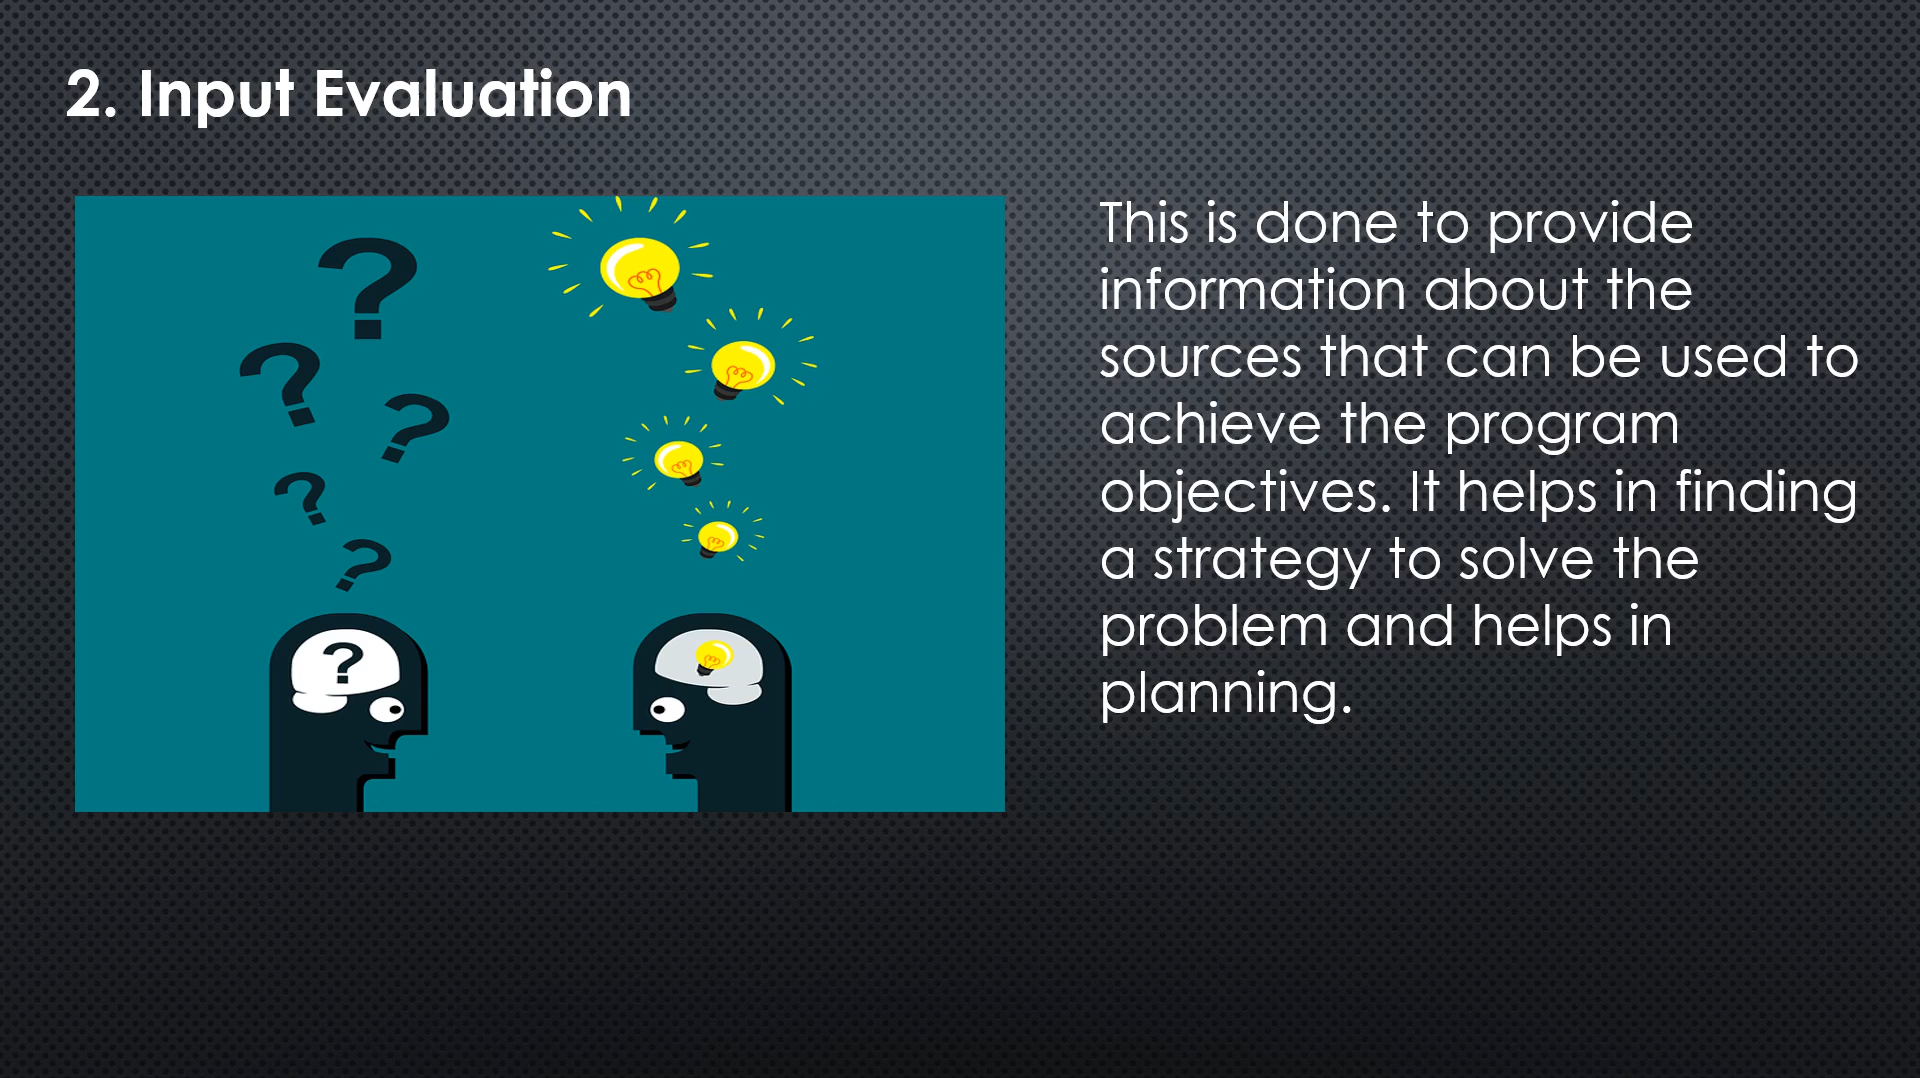 2. Input Evaluation
?
?
?
?
?
?
This is done to provide
information about the
sources that can be used to
achieve the program
objectives. It helps in finding
a strategy to solve the
problem and helps in
planning.